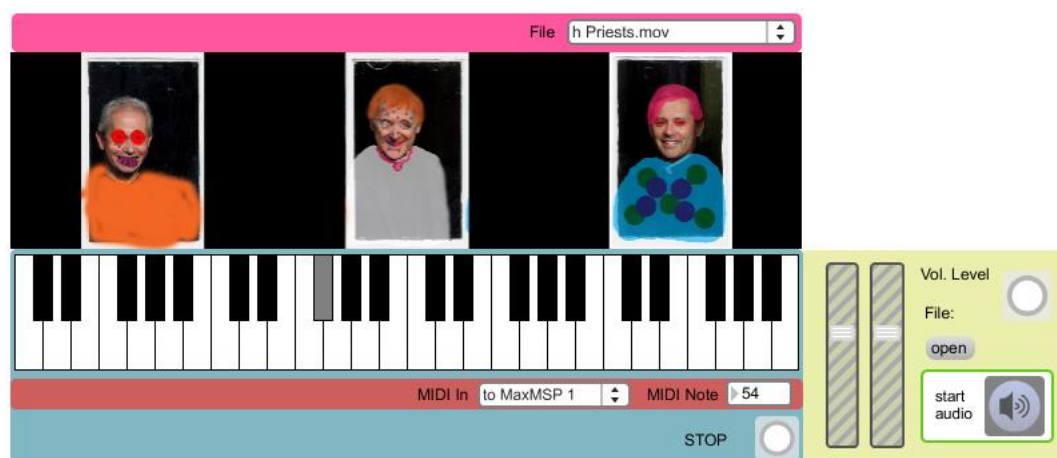 File h Priests.mov
Vol. Level
File:
open
MIDI In to MaxMSP 1 MIDI Note 54
start
audio
STOP